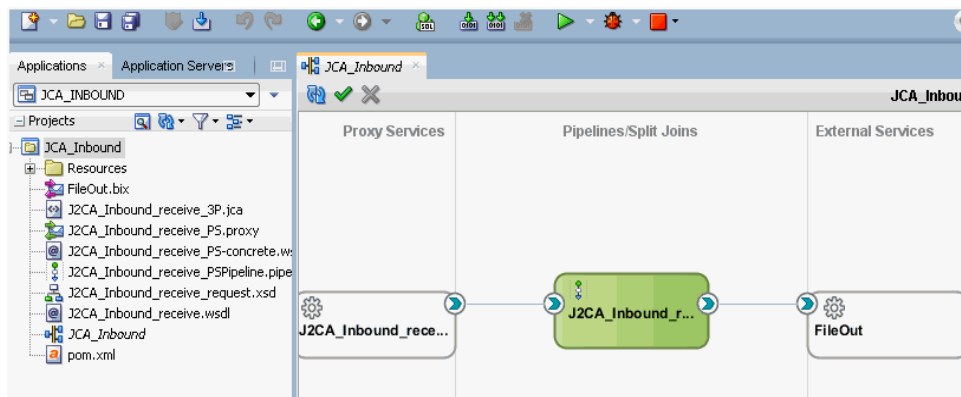 Applications
Application Servers
JCA_Inbound
JCA_INBOUND
JCA_Inbou
Projects
JCA_Inbound
Resources
FileOut.bix
J2CA_Inbound_receive_3P.jca
J2CA_Inbound_receive_PS.proxy
J2CA_Inbound_receive_PS-concrete.ws
J2CA_Inbound_receive_PSPipeline.pipe
J2CA_Inbound_receive_request.xsd
J2CA_Inbound_receive.wsdl
JCA_Inbound
pom.xml
Proxy Services
Pipelines/Split Joins
External Services
J2CA_Inbound_rece...
J2CA_Inbound_r...
FileOut